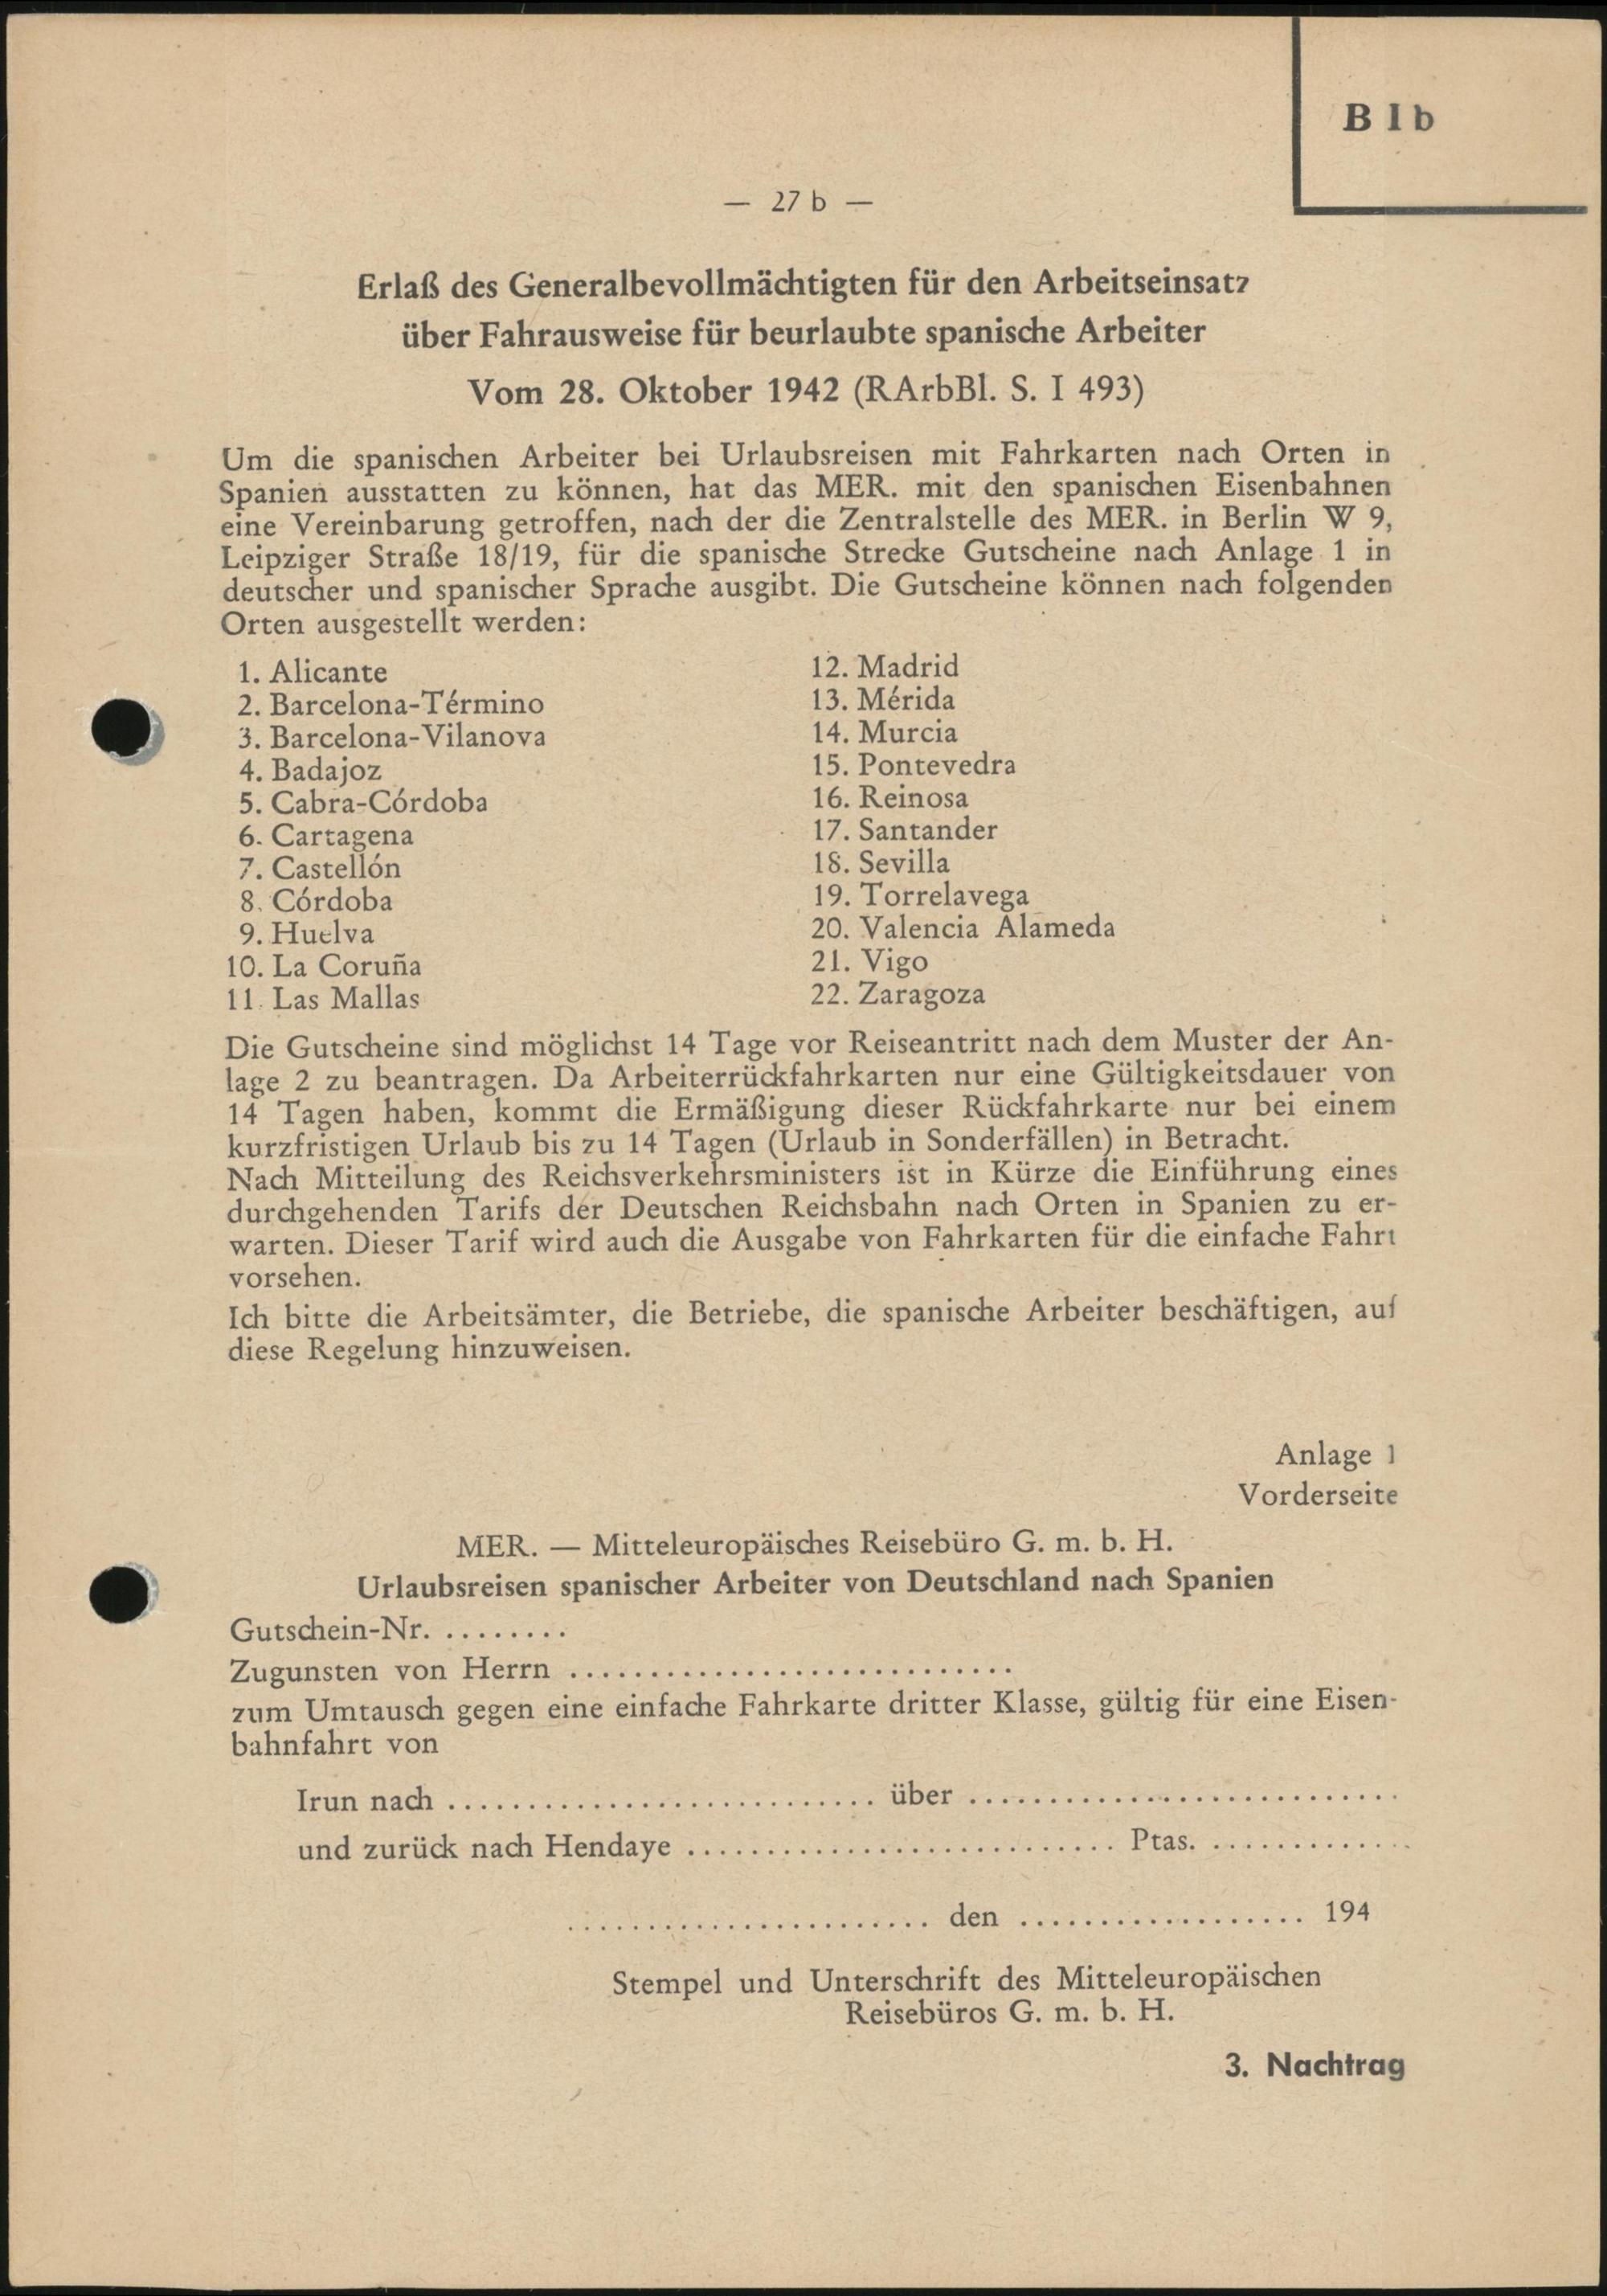 B I b
— 27 b —
Erlaß des Generalbevollmächtigten für den Arbeitseinsatz
über Fahrausweise für beurlaubte spanische Arbeiter
Vom 28. Oktober 1942 (RArbBl. S. I 493)
Um die spanischen Arbeiter bei Urlaubsreisen mit Fahrkarten nach Orten in
Spanien ausstatten zu können, hat das MER. mit den spanischen Eisenbahnen
eine Vereinbarung getroffen, nach der die Zentralstelle des MER. in Berlin W 9,
Leipziger Straße 18/19, für die spanische Strecke Gutscheine nach Anlage 1 in
deutscher und spanischer Sprache ausgibt. Die Gutscheine können nach folgenden
Orten ausgestellt werden:
1. Alicante
2. Barcelona-Término
3. Barcelona-Vilanova
4. Badajoz
5. Cabra-Córdoba
6. Cartagena
7. Castellón
8. Córdoba
9. Huelva
10. La Coruña
11. Las Mallas
12. Madrid
13. Mérida
14. Murcia
15. Pontevedra
16. Reinosa
17. Santander
18. Sevilla
19. Torrelavega
20. Valencia Alameda
21. Vigo
22. Zaragoza
Die Gutscheine sind möglichst 14 Tage vor Reiseantritt nach dem Muster der An-
lage 2 zu beantragen. Da Arbeiterrückfahrkarten nur eine Gültigkeitsdauer von
14 Tagen haben, kommt die Ermäßigung dieser Rückfahrkarte nur bei einem
kurzfristigen Urlaub bis zu 14 Tagen (Urlaub in Sonderfällen) in Betracht.
Nach Mitteilung des Reichsverkehrsministers ist in Kürze die Einführung eines
durchgehenden Tarifs der Deutschen Reichsbahn nach Orten in Spanien zu er-
warten. Dieser Tarif wird auch die Ausgabe von Fahrkarten für die einfache Fahrt
vorsehen.
Ich bitte die Arbeitsämter, die Betriebe, die spanische Arbeiter beschäftigen, auf
diese Regelung hinzuweisen.
Anlage 1
Vorderseite
MER. — Mitteleuropäisches Reisebüro G. m. b. H.
Urlaubsreisen spanischer Arbeiter von Deutschland nach Spanien
Gutschein-Nr. ........
Zugunsten von Herrn ............................
zum Umtausch gegen eine einfache Fahrkarte dritter Klasse, gültig für eine Eisen-
bahnfahrt von
Irun nach ........................... über ...........................
und zurück nach Hendaye ........................... Ptas. .............
....................... den .................. 194
Stempel und Unterschrift des Mitteleuropäischen
Reisebüros G. m. b. H.
3. Nachtrag